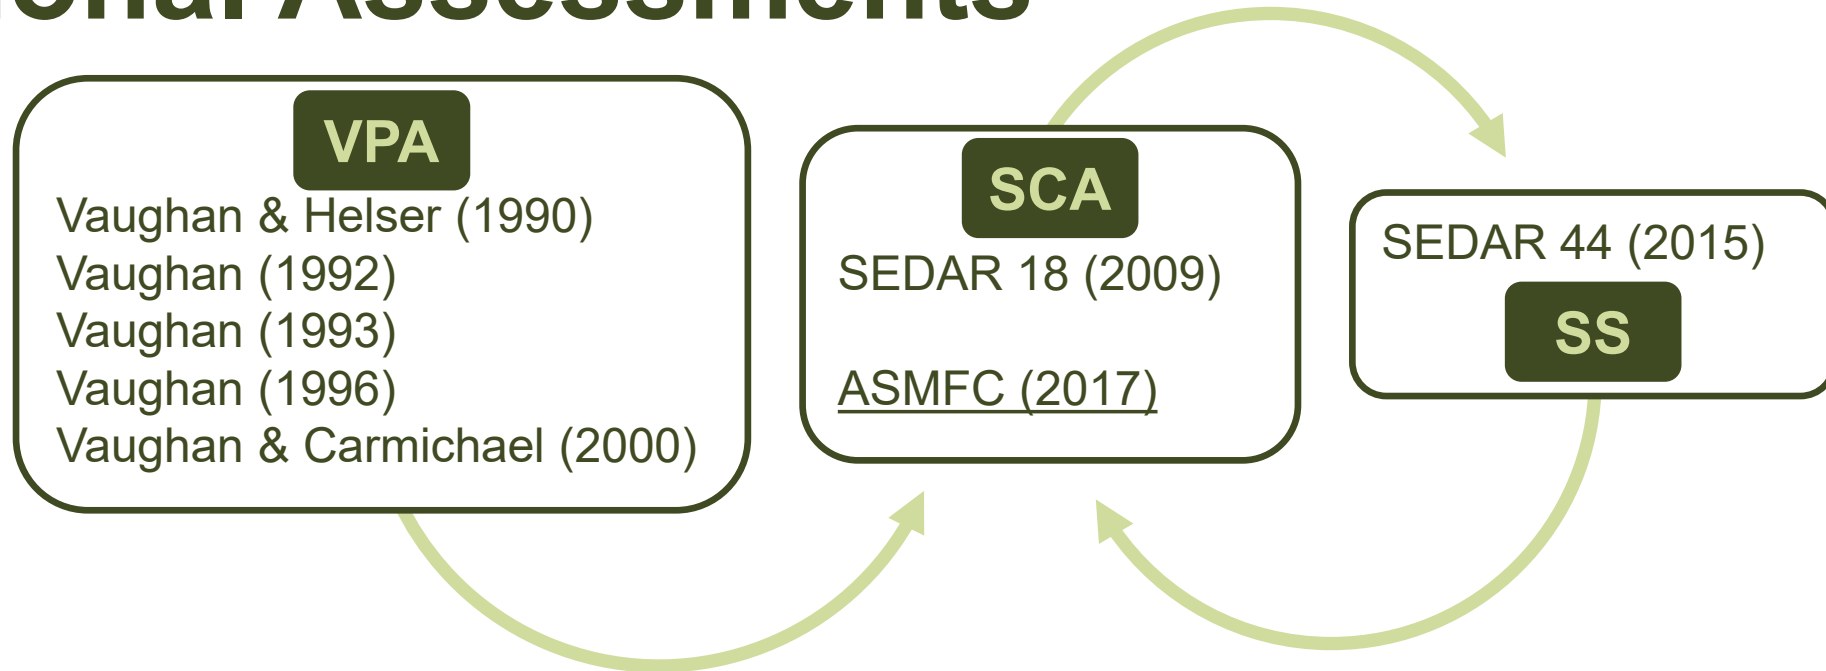 Assessments
VPA
Vaughan & Helser (1990)
Vaughan (1992)
Vaughan (1993)
Vaughan (1996)
Vaughan & Carmichael (2000)
SCA
SEDAR 18 (2009)
ASMFC (2017)
SEDAR 44 (2015)
SS